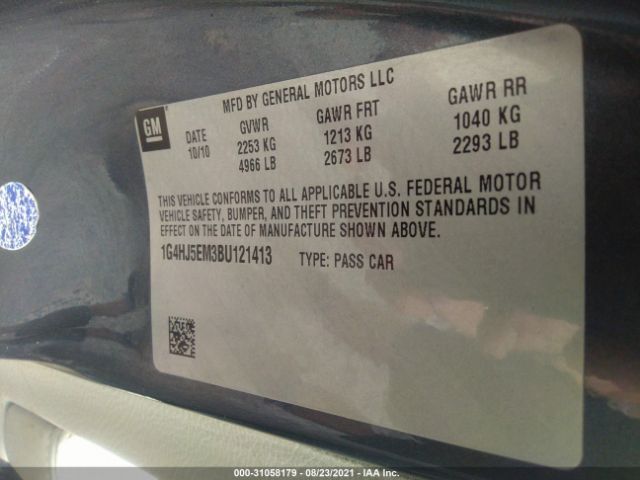 MFD BY GENERAL MOTORS LLC
GM
DATE GVWR GAWR FRT GAWR RR
10/10 2253 KG 1213 KG 1040 KG
4966 LB 2673 LB 2293 LB
THIS VEHICLE CONFORMS TO ALL APPLICABLE U.S. FEDERAL MOTOR
VEHICLE SAFETY, BUMPER, AND THEFT PREVENTION STANDARDS IN
EFFECT ON THE DATE OF MANUFACTURE SHOWN ABOVE.
1G4HJ5EM3BU121413 TYPE: PASS CAR
000-31058179 - 08/23/2021 - IAA Inc.